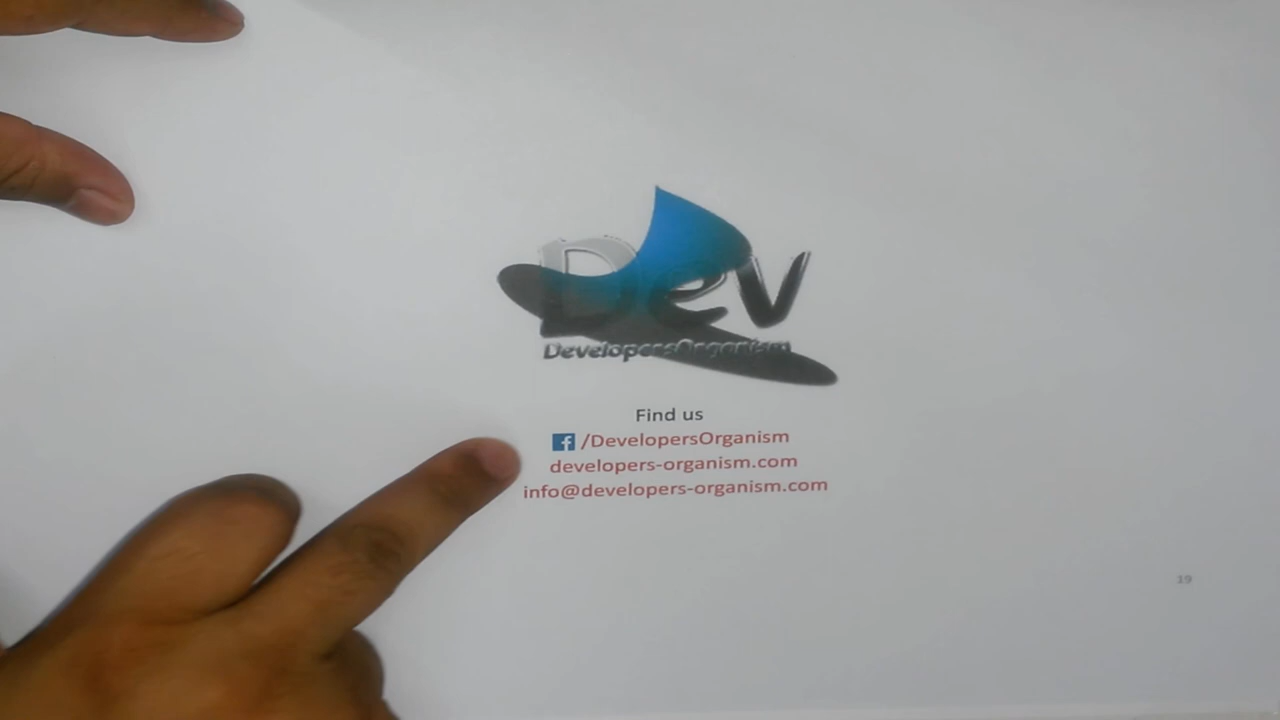 Dev
DevelopersOrganism
Find us
/DevelopersOrganism
developers-organism.com
info@developers-organism.com
19